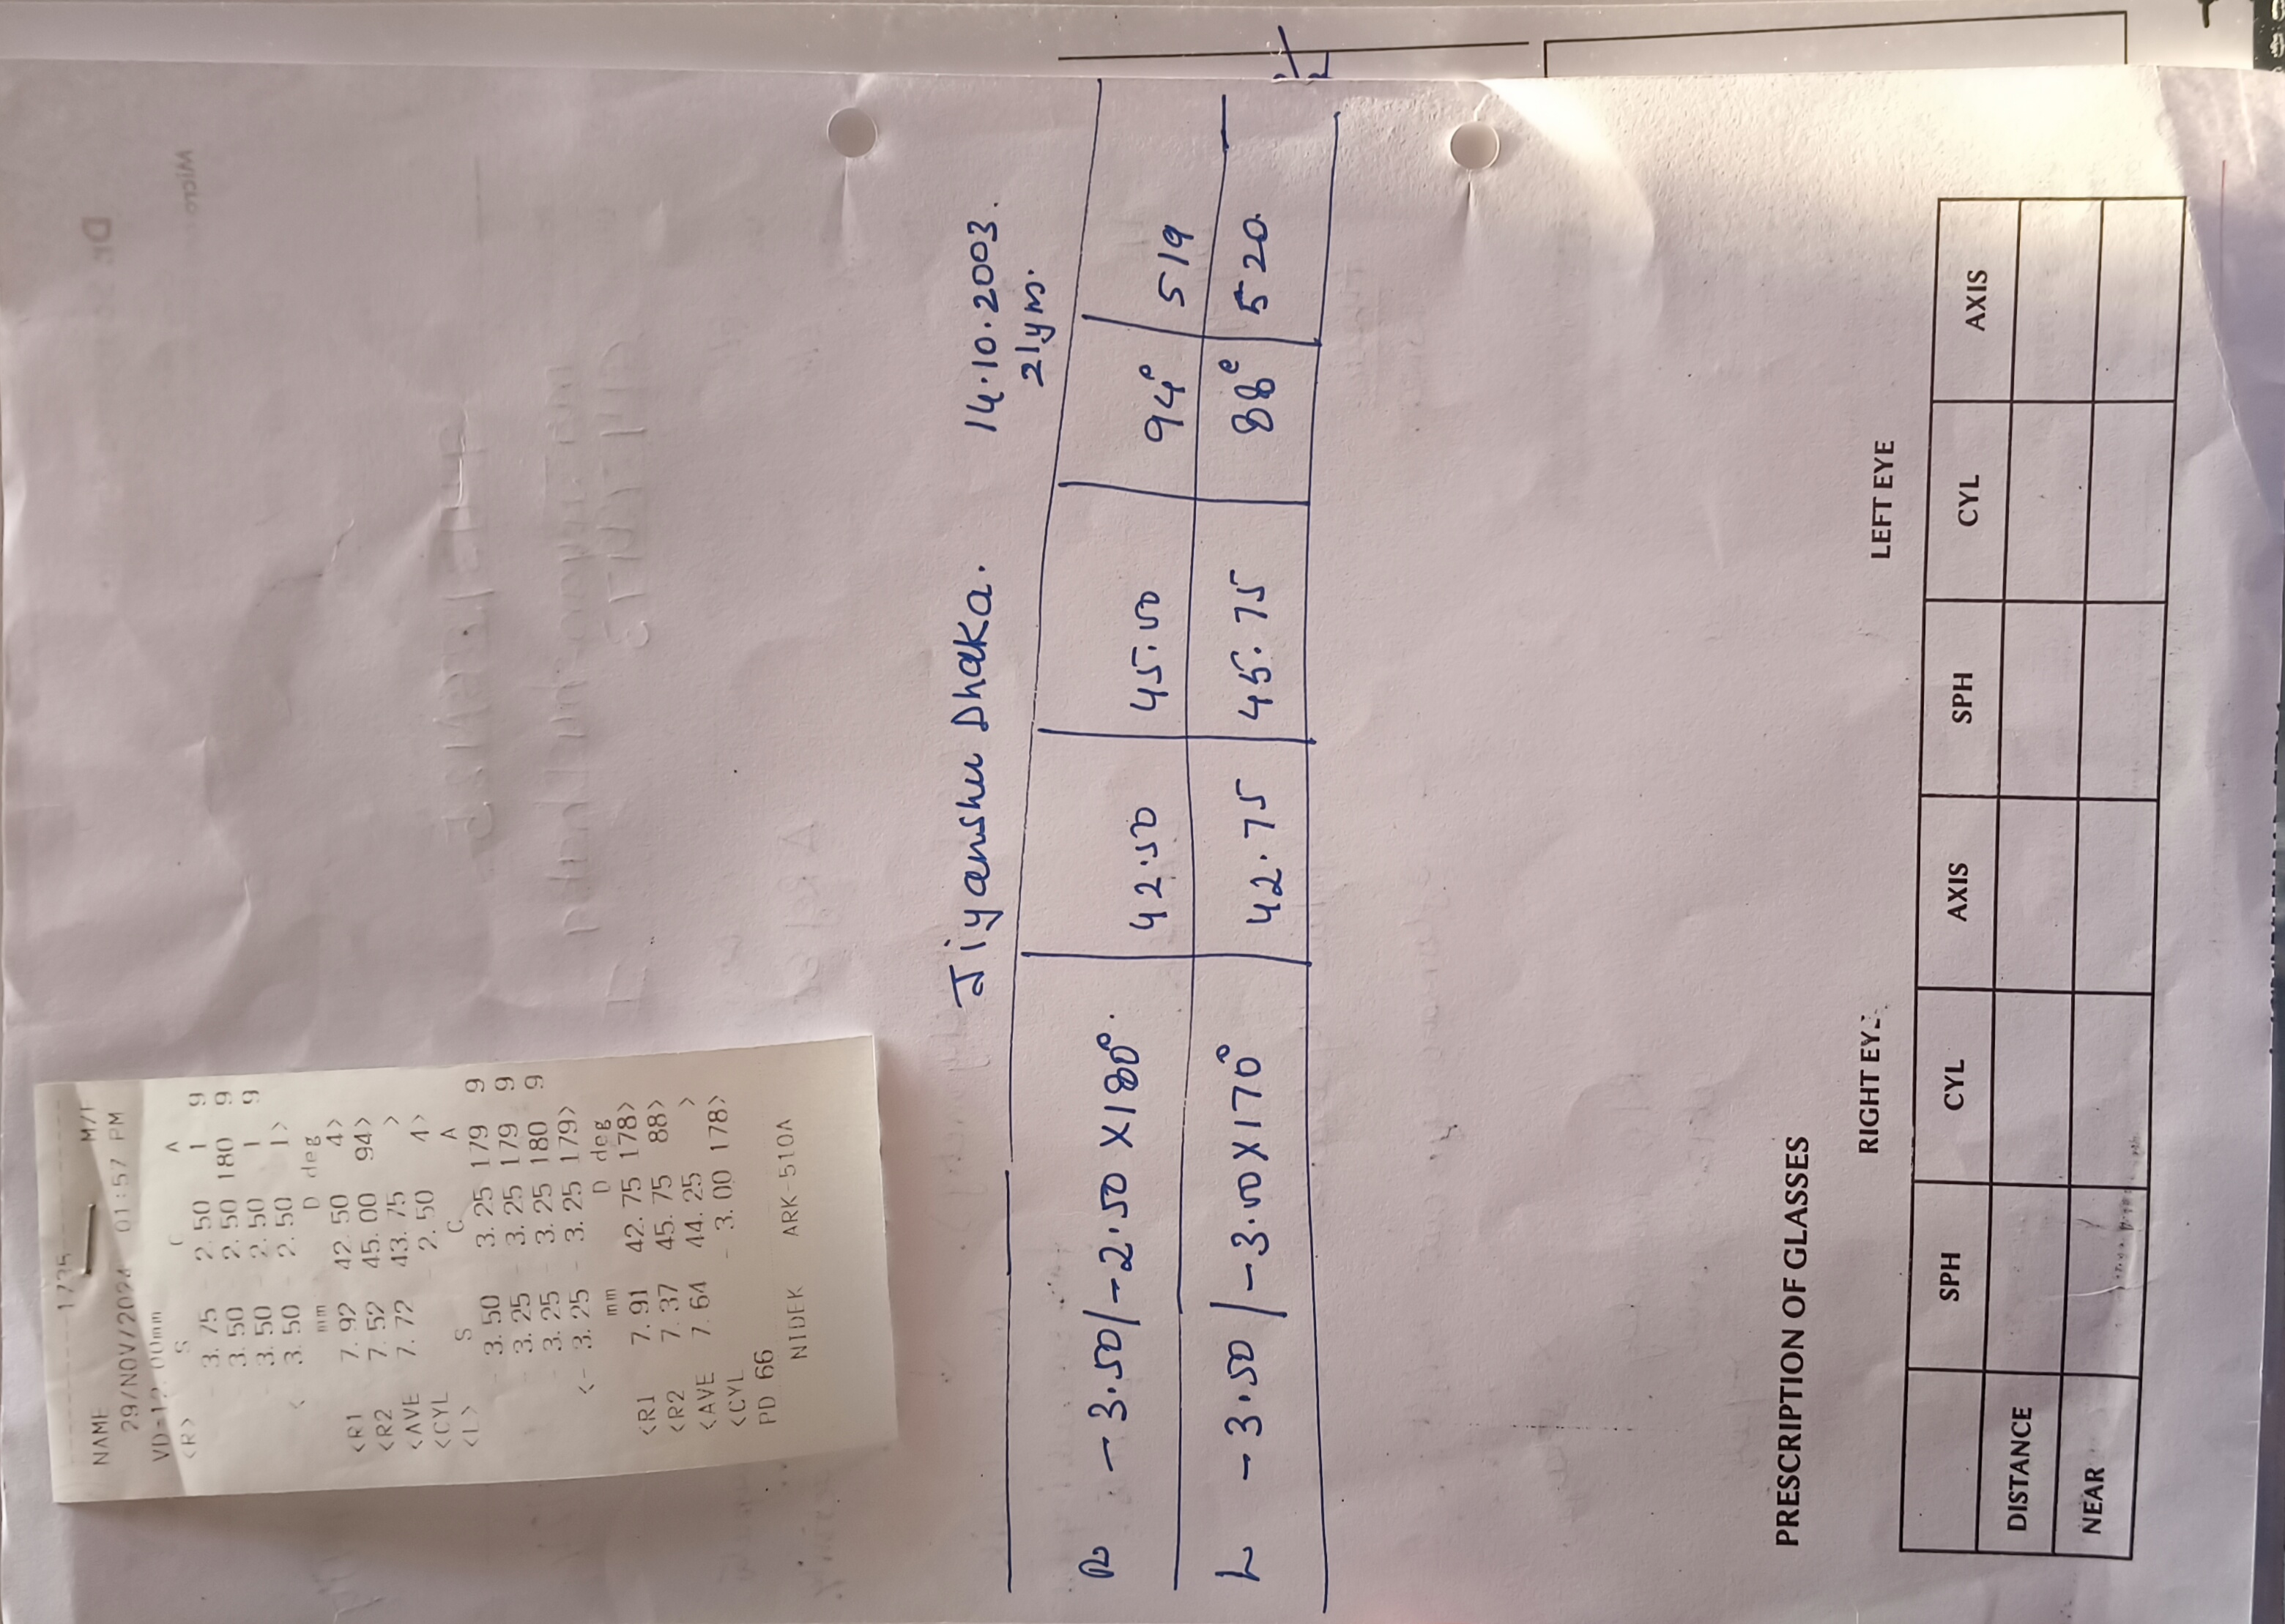 1725
NAME M/F
29/NOV/2024 01:57 PM
VD=12.00mm
<R> S C A
- 3.75 - 2.50 1 9
3.50 2.50 180 9
- 3.50 - 2.50 1 9
< 3.50 - 2.50 1>
mm D deg
<R1 7.92 42.50 4>
<R2 7.52 45.00 94>
<AVE 7.72 43.75 >
<CYL - 2.50 4>
<L> S C A
- 3.50 3.25 179 9
- 3.25 - 3.25 179 9
- 3.25 - 3.25 180 9
<- 3.25 - 3.25 179>
mm D deg
<R1 7.91 42.75 178>
<R2 7.37 45.75 88>
<AVE 7.64 44.25 >
<CYL - 3.00 178>
PD 66
NIDEK ARK-510A
Jiyanshu Dhaka. 14.10.2003.
21yrs.
R -3.50/-2.50 X180°. 42.50 45.00 94° 519
L -3.50/-3.00X170° 42.75 45.75 88° 520.
PRESCRIPTION OF GLASSES
RIGHT EYE LEFT EYE
SPH CYL AXIS SPH CYL AXIS
DISTANCE
NEAR